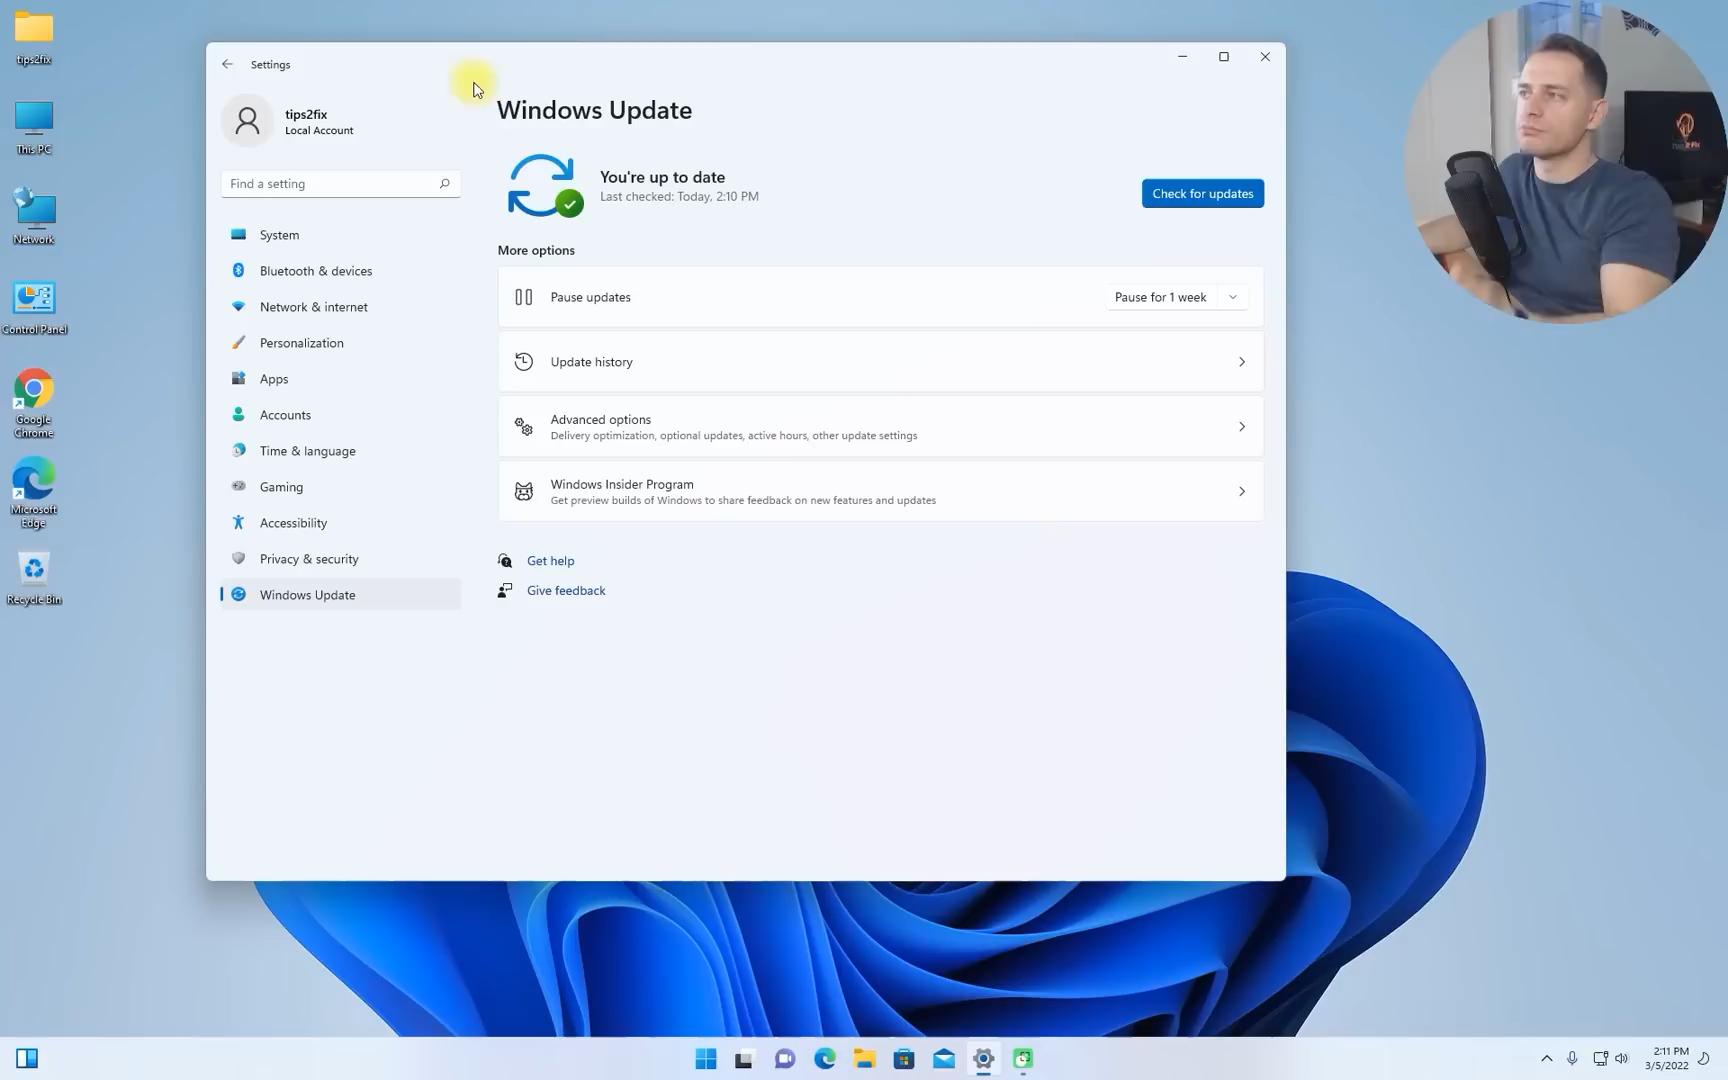 tips2fix
This PC
Network
Control Panel
Google
Chrome
Microsoft
Edge
Recycle Bin
Settings
tips2fix
Local Account
Find a setting
System
Bluetooth & devices
Network & internet
Personalization
Apps
Accounts
Time & language
Gaming
Accessibility
Privacy & security
Windows Update
Windows Update
You're up to date
Last checked: Today, 2:10 PM
Check for updates
More options
Pause updates
Pause for 1 week
Update history
Advanced options
Delivery optimization, optional updates, active hours, other update settings
Windows Insider Program
Get preview builds of Windows to share feedback on new features and updates
Get help
Give feedback
2:11 PM
3/5/2022